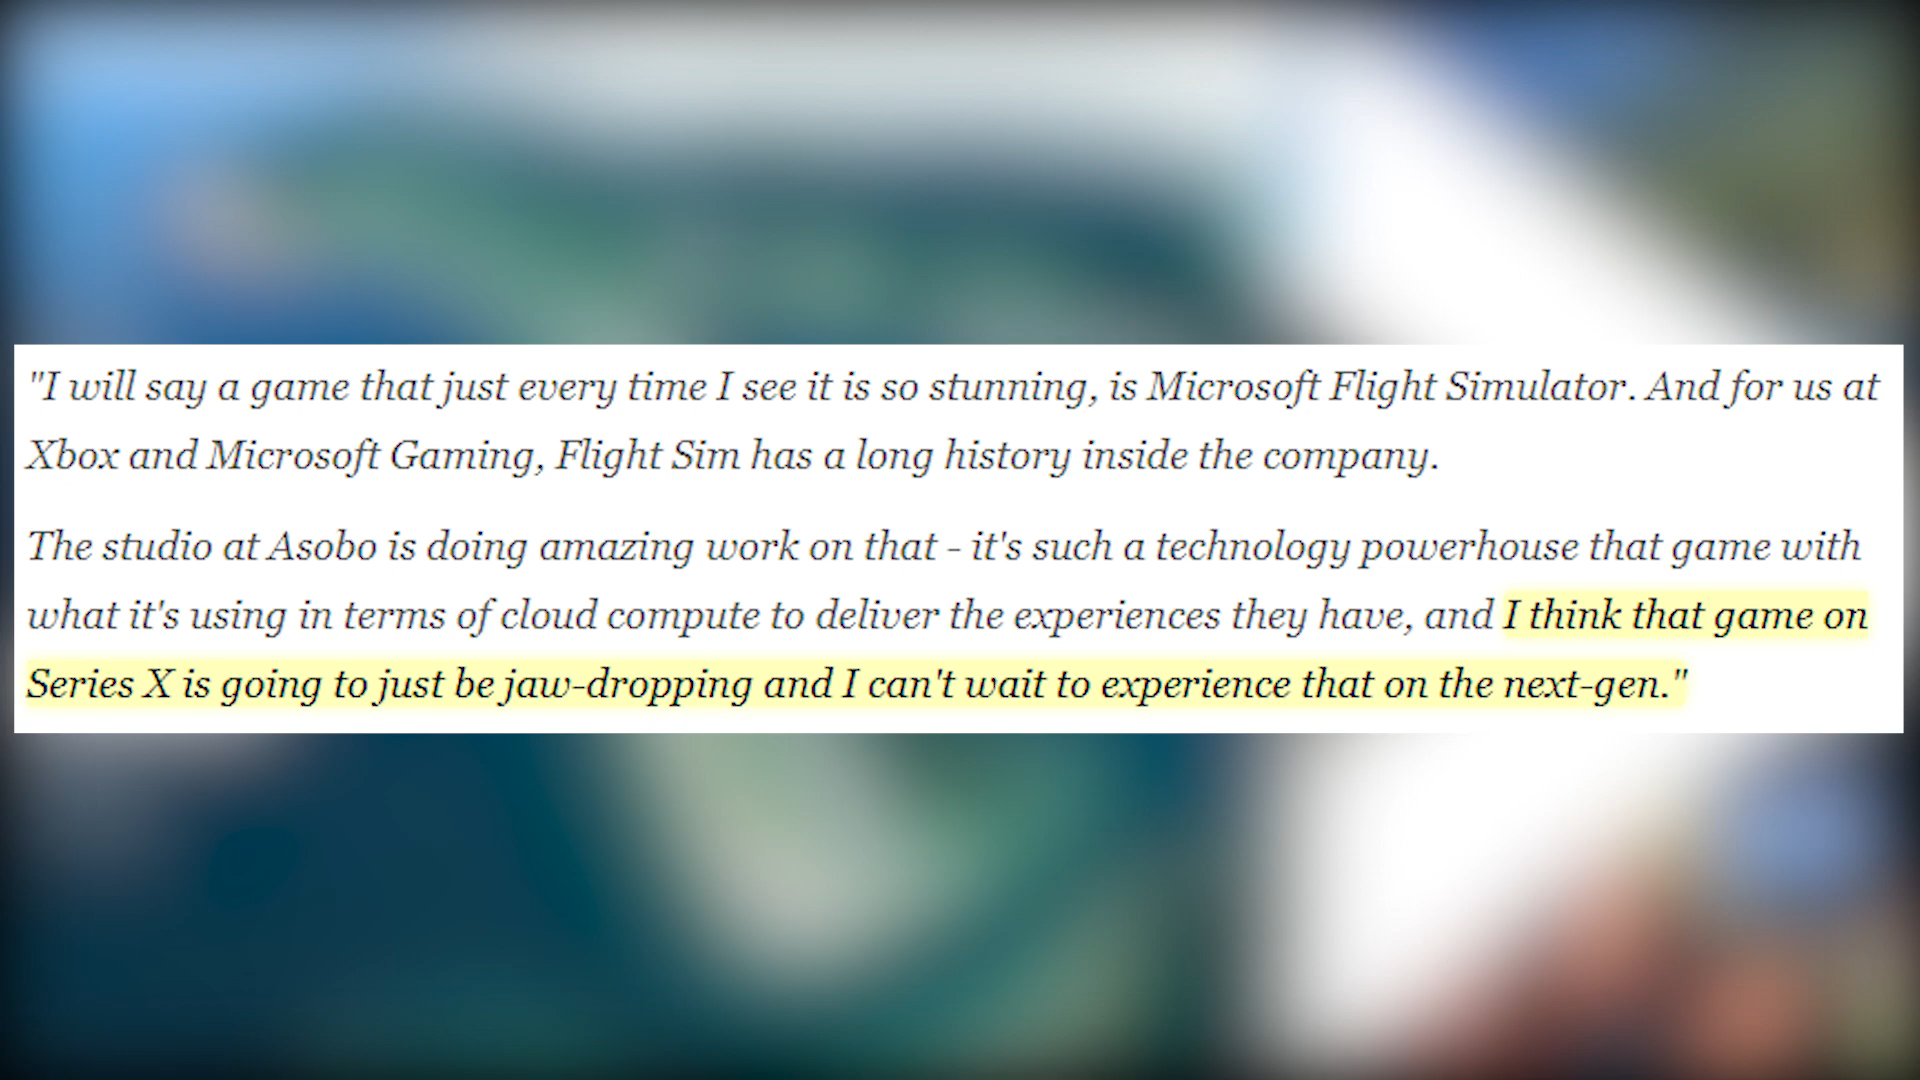 "I will say a game that just every time I see it is so stunning, is Microsoft Flight Simulator. And for us at
Xbox and Microsoft Gaming, Flight Sim has a long history inside the company.
The studio at Asobo is doing amazing work on that - it's such a technology powerhouse that game with
what it's using in terms of cloud compute to deliver the experiences they have, and I think that game on
Series X is going to just be jaw-dropping and I can't wait to experience that on the next-gen."